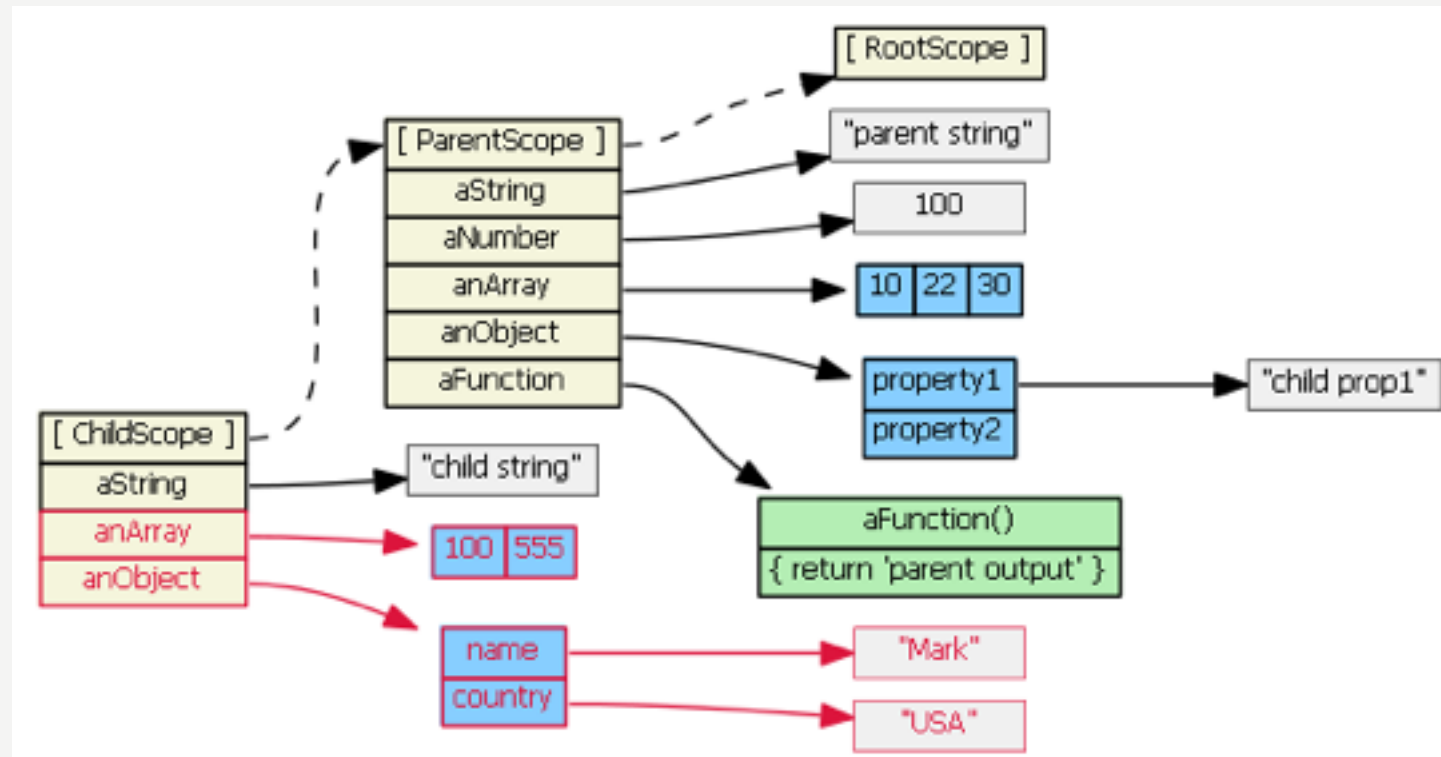 [ RootScope ]
[ ParentScope ]
aString
aNumber
anArray
anObject
aFunction
"parent string"
100
10 22 30
property1
property2
"child prop1"
[ ChildScope ]
aString
anArray
anObject
"child string"
100 555
aFunction()
{ return 'parent output' }
name
country
"Mark"
"USA"